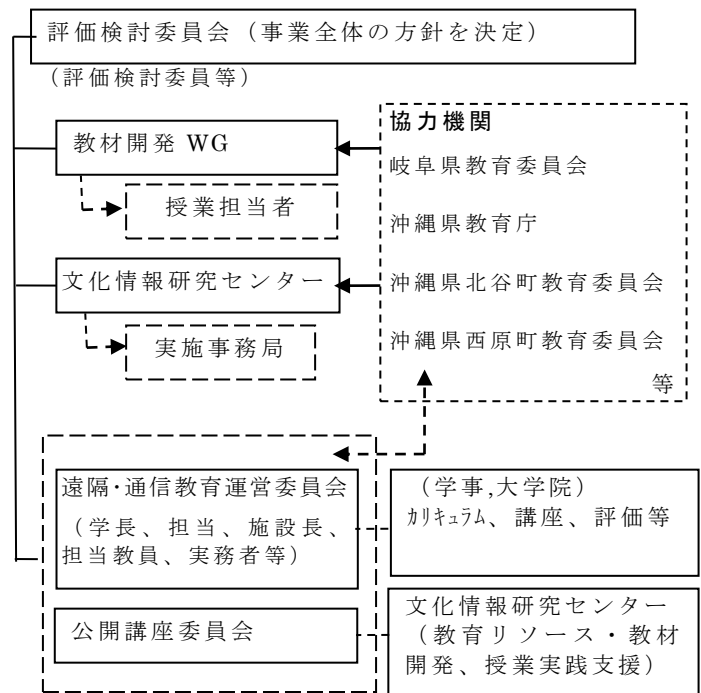 評価検討委員会（事業全体の方針を決定）
（評価検討委員等）
協力機関
教材開発 WG
岐阜県教育委員会
授業担当者
沖縄県教育庁
文化情報研究センター
沖縄県北谷町教育委員会
実施事務局
沖縄県西原町教育委員会
等
遠隔・通信教育運営委員会
（学長、担当、施設長、
担当教員、実務者等）
（学事,大学院）
ｶﾘｷｭﾗﾑ、講座、評価等
公開講座委員会
文化情報研究センター
（教育リソース・教材
開発、授業実践支援）